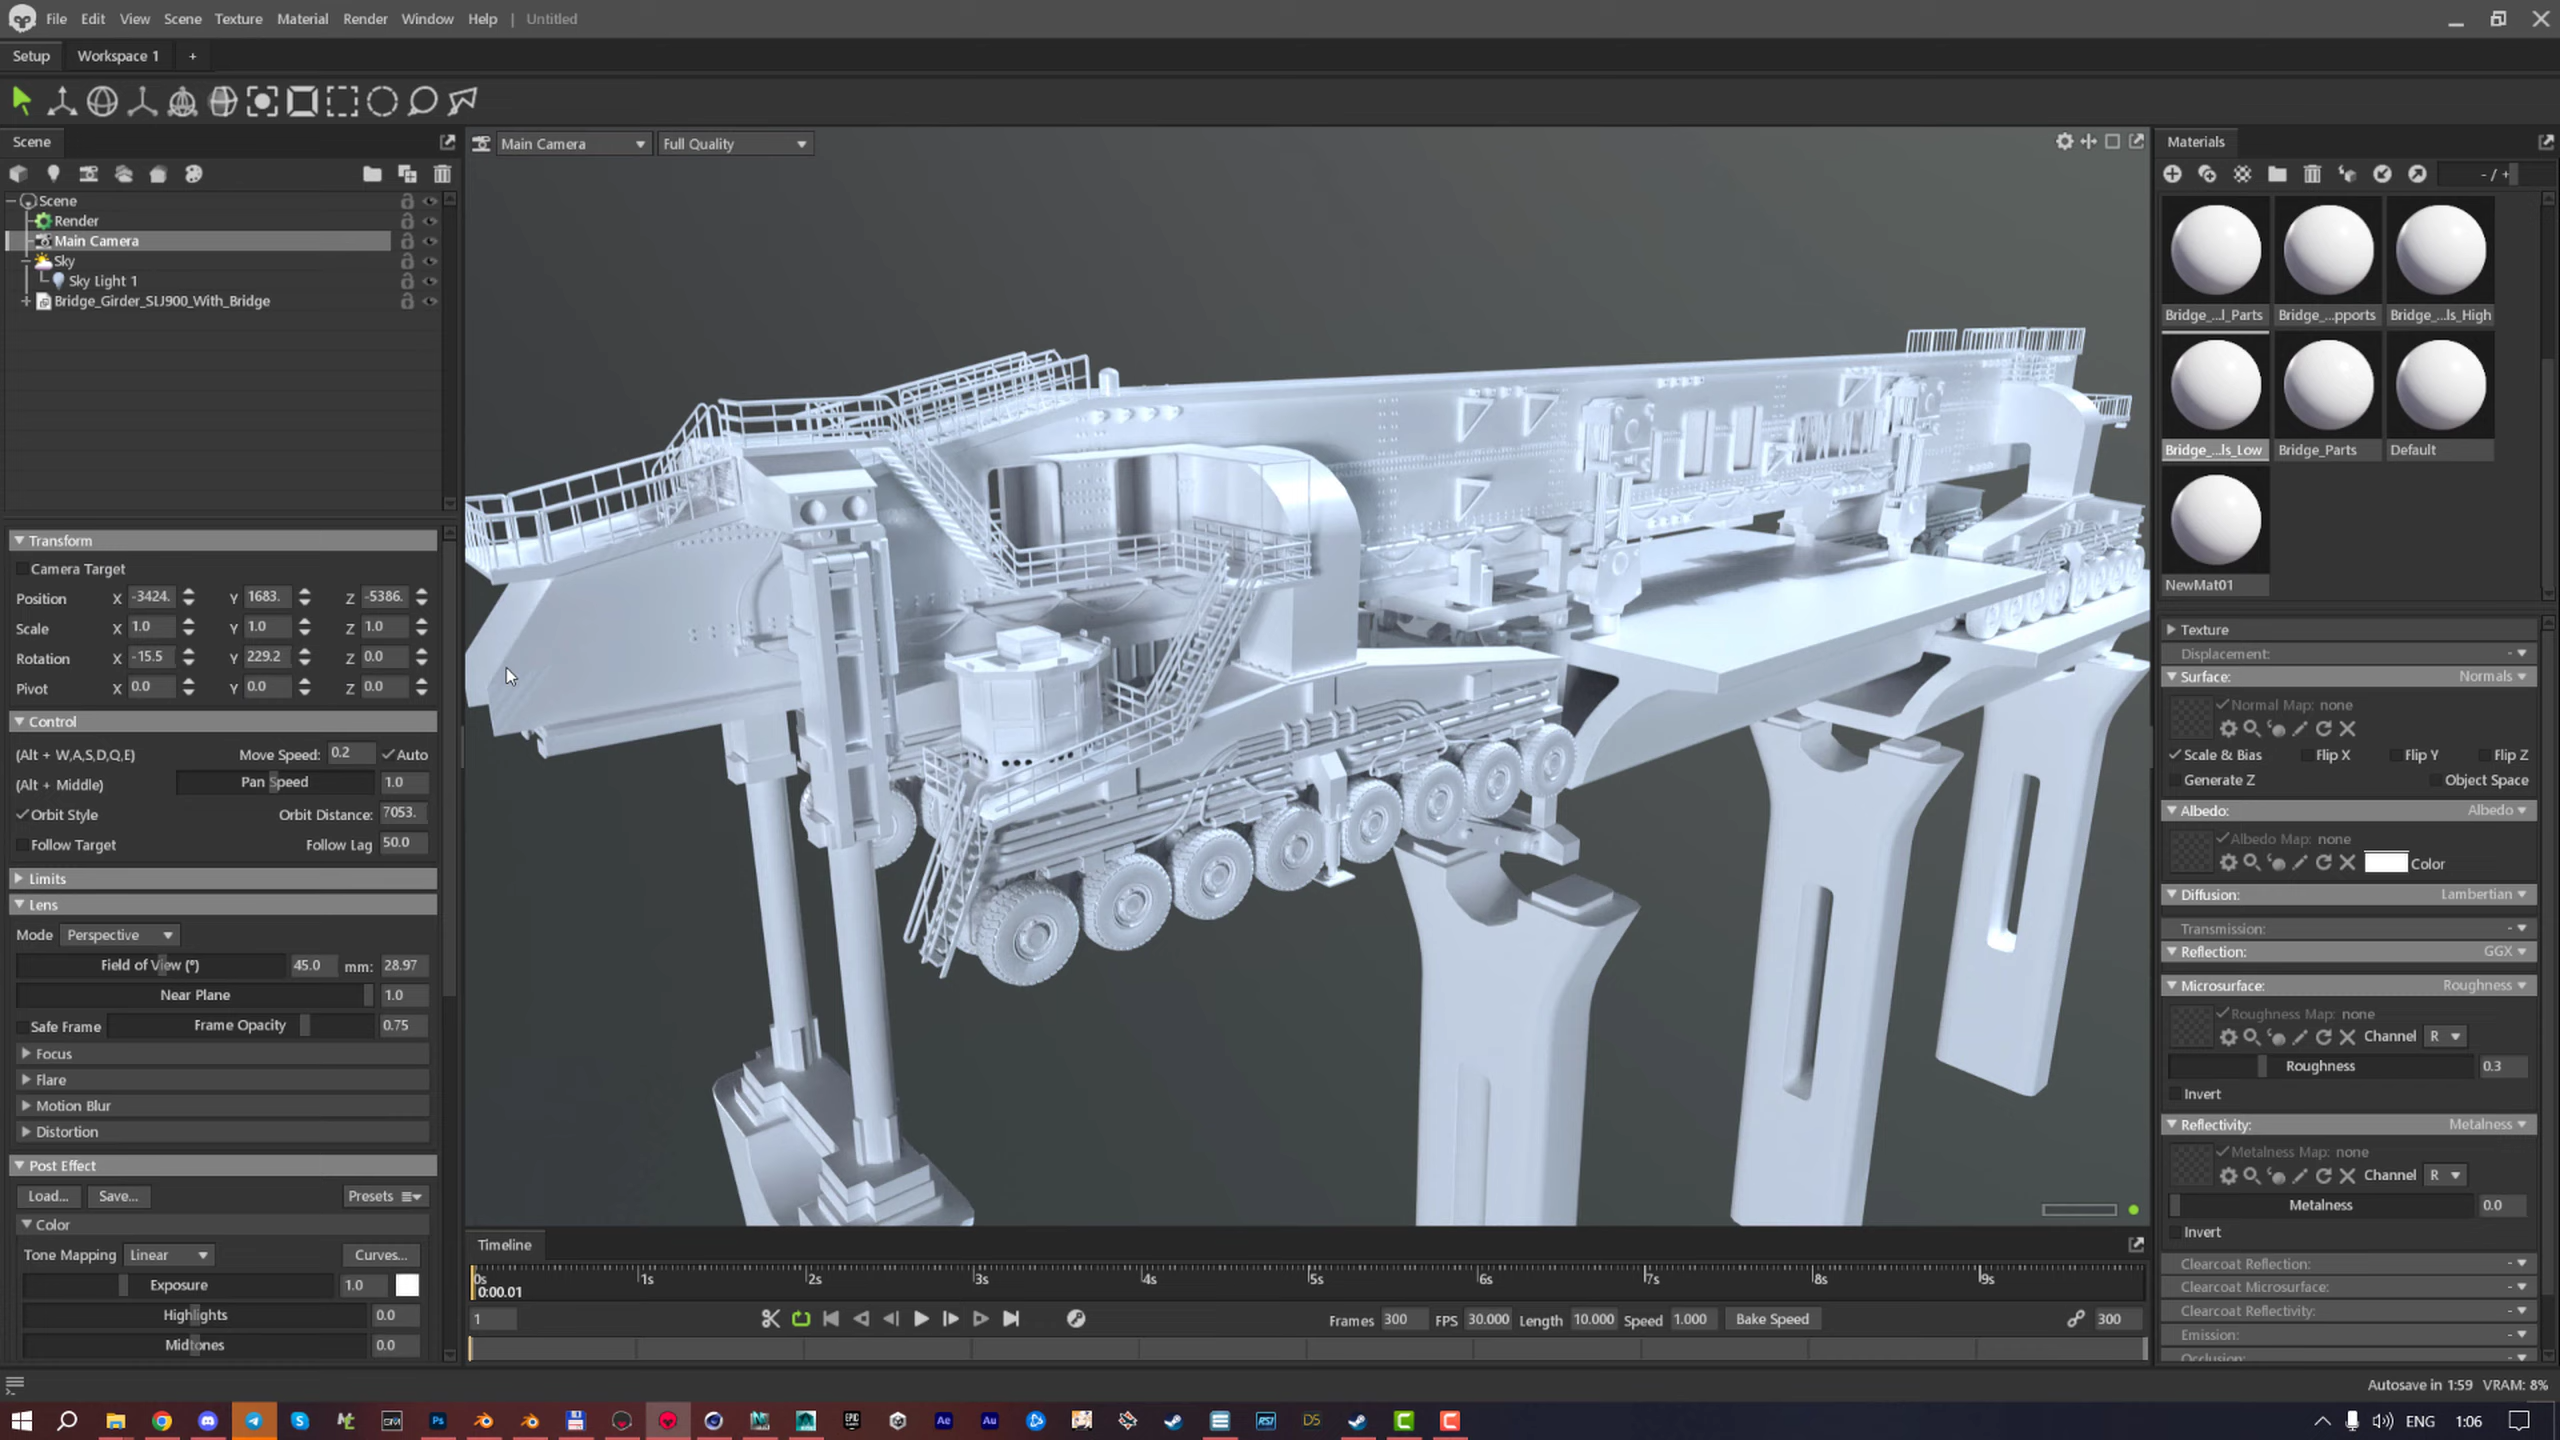 File Edit View Scene Texture Material Render Window Help | Untitled
Setup Workspace 1 +
Scene
Main Camera
Full Quality
Materials
- / +
Scene
Render
Main Camera
Sky
Sky Light 1
Bridge_Girder_SLJ900_With_Bridge
Bridge_...l_Parts
Bridge_...pports
Bridge_...ls_High
Bridge_...ls_Low
Bridge_Parts
Default
NewMat01
Transform
Camera Target
Position X -3424. Y 1683. Z -5386.
Scale X 1.0 Y 1.0 Z 1.0
Rotation X -15.5 Y 229.2 Z 0.0
Pivot X 0.0 Y 0.0 Z 0.0
Control
(Alt + W,A,S,D,Q,E) Move Speed: 0.2 Auto
(Alt + Middle) Pan Speed 1.0
Orbit Style Orbit Distance: 7053.
Follow Target Follow Lag 50.0
Limits
Lens
Mode Perspective
Field of View (°) 45.0 mm: 28.97
Near Plane 1.0
Safe Frame Frame Opacity 0.75
Focus
Flare
Motion Blur
Distortion
Post Effect
Load... Save... Presets
Color
Tone Mapping Linear Curves...
Exposure 1.0
Highlights 0.0
Midtones 0.0
Texture
Displacement: -
Surface: Normals
Normal Map: none
Scale & Bias Flip X Flip Y Flip Z
Generate Z Object Space
Albedo: Albedo
Albedo Map: none
Color
Diffusion: Lambertian
Transmission: -
Reflection: GGX
Microsurface: Roughness
Roughness Map: none
Channel R
Roughness 0.3
Invert
Reflectivity: Metalness
Metalness Map: none
Channel R
Metalness 0.0
Invert
Clearcoat Reflection: -
Clearcoat Microsurface: -
Clearcoat Reflectivity: -
Emission: -
Occlusion: -
Timeline
0s 1s 2s 3s 4s 5s 6s 7s 8s 9s
0:00.01
1
Frames 300 FPS 30.000 Length 10.000 Speed 1.000 Bake Speed 300
Autosave in 1:59 VRAM: 8%
Ps
EPIC
Ae
Au
RSI
DS
ENG 1:06